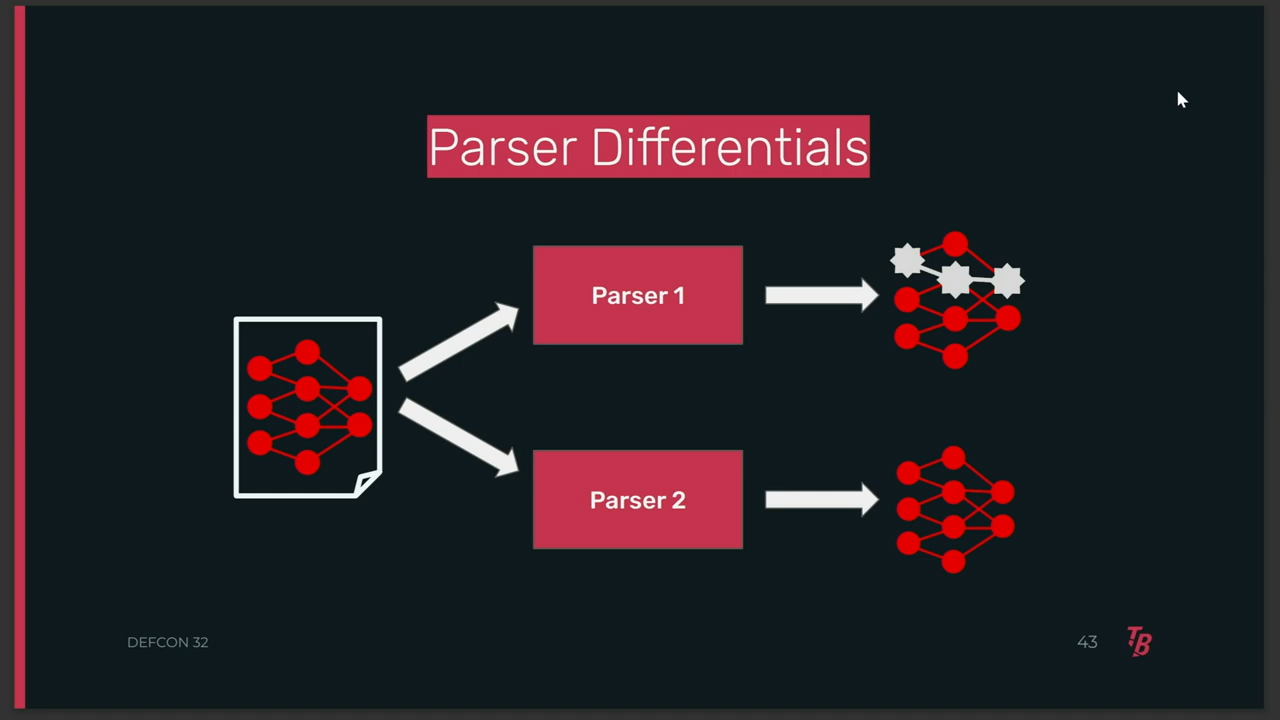 Parser Differentials
Parser 1
Parser 2
DEFCON 32
43
TB